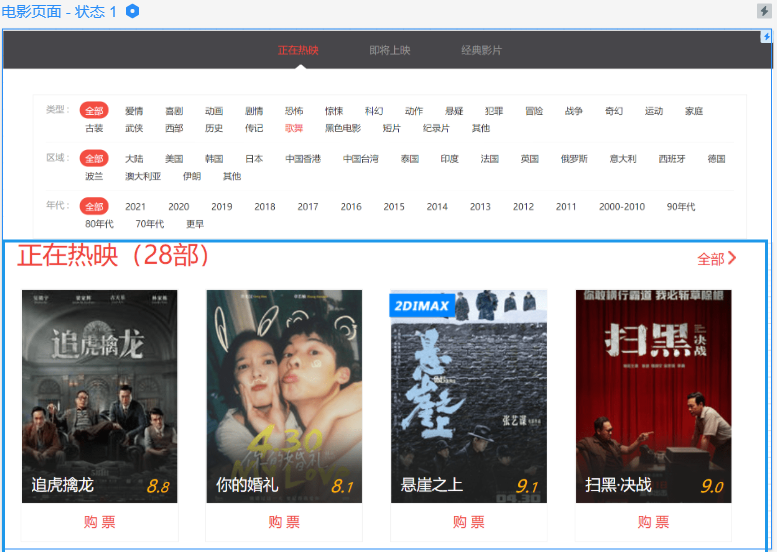 电影页面 - 状态 1
正在热映 即将上映 经典影片
类型 : 全部 爱情 喜剧 动画 剧情 恐怖 惊悚 科幻 动作 悬疑 犯罪 冒险 战争 奇幻 运动 家庭
古装 武侠 西部 历史 传记 歌舞 黑色电影 短片 纪录片 其他
区域 : 全部 大陆 美国 韩国 日本 中国香港 中国台湾 泰国 印度 法国 英国 俄罗斯 意大利 西班牙 德国
波兰 澳大利亚 伊朗 其他
年代 : 全部 2021 2020 2019 2018 2017 2016 2015 2014 2013 2012 2011 2000-2010 90年代
80年代 70年代 更早
正在热映（28部）
全部
追虎擒龙
追虎擒龙 8.8
4.30
你的婚礼 8.1
2DIMAX
悬崖之上
张艺谋
04.30
悬崖之上 9.1
敢横行霸道 我必斩草除根
扫黑
决战
扫黑·决战 9.0
购 票 购 票 购 票 购 票